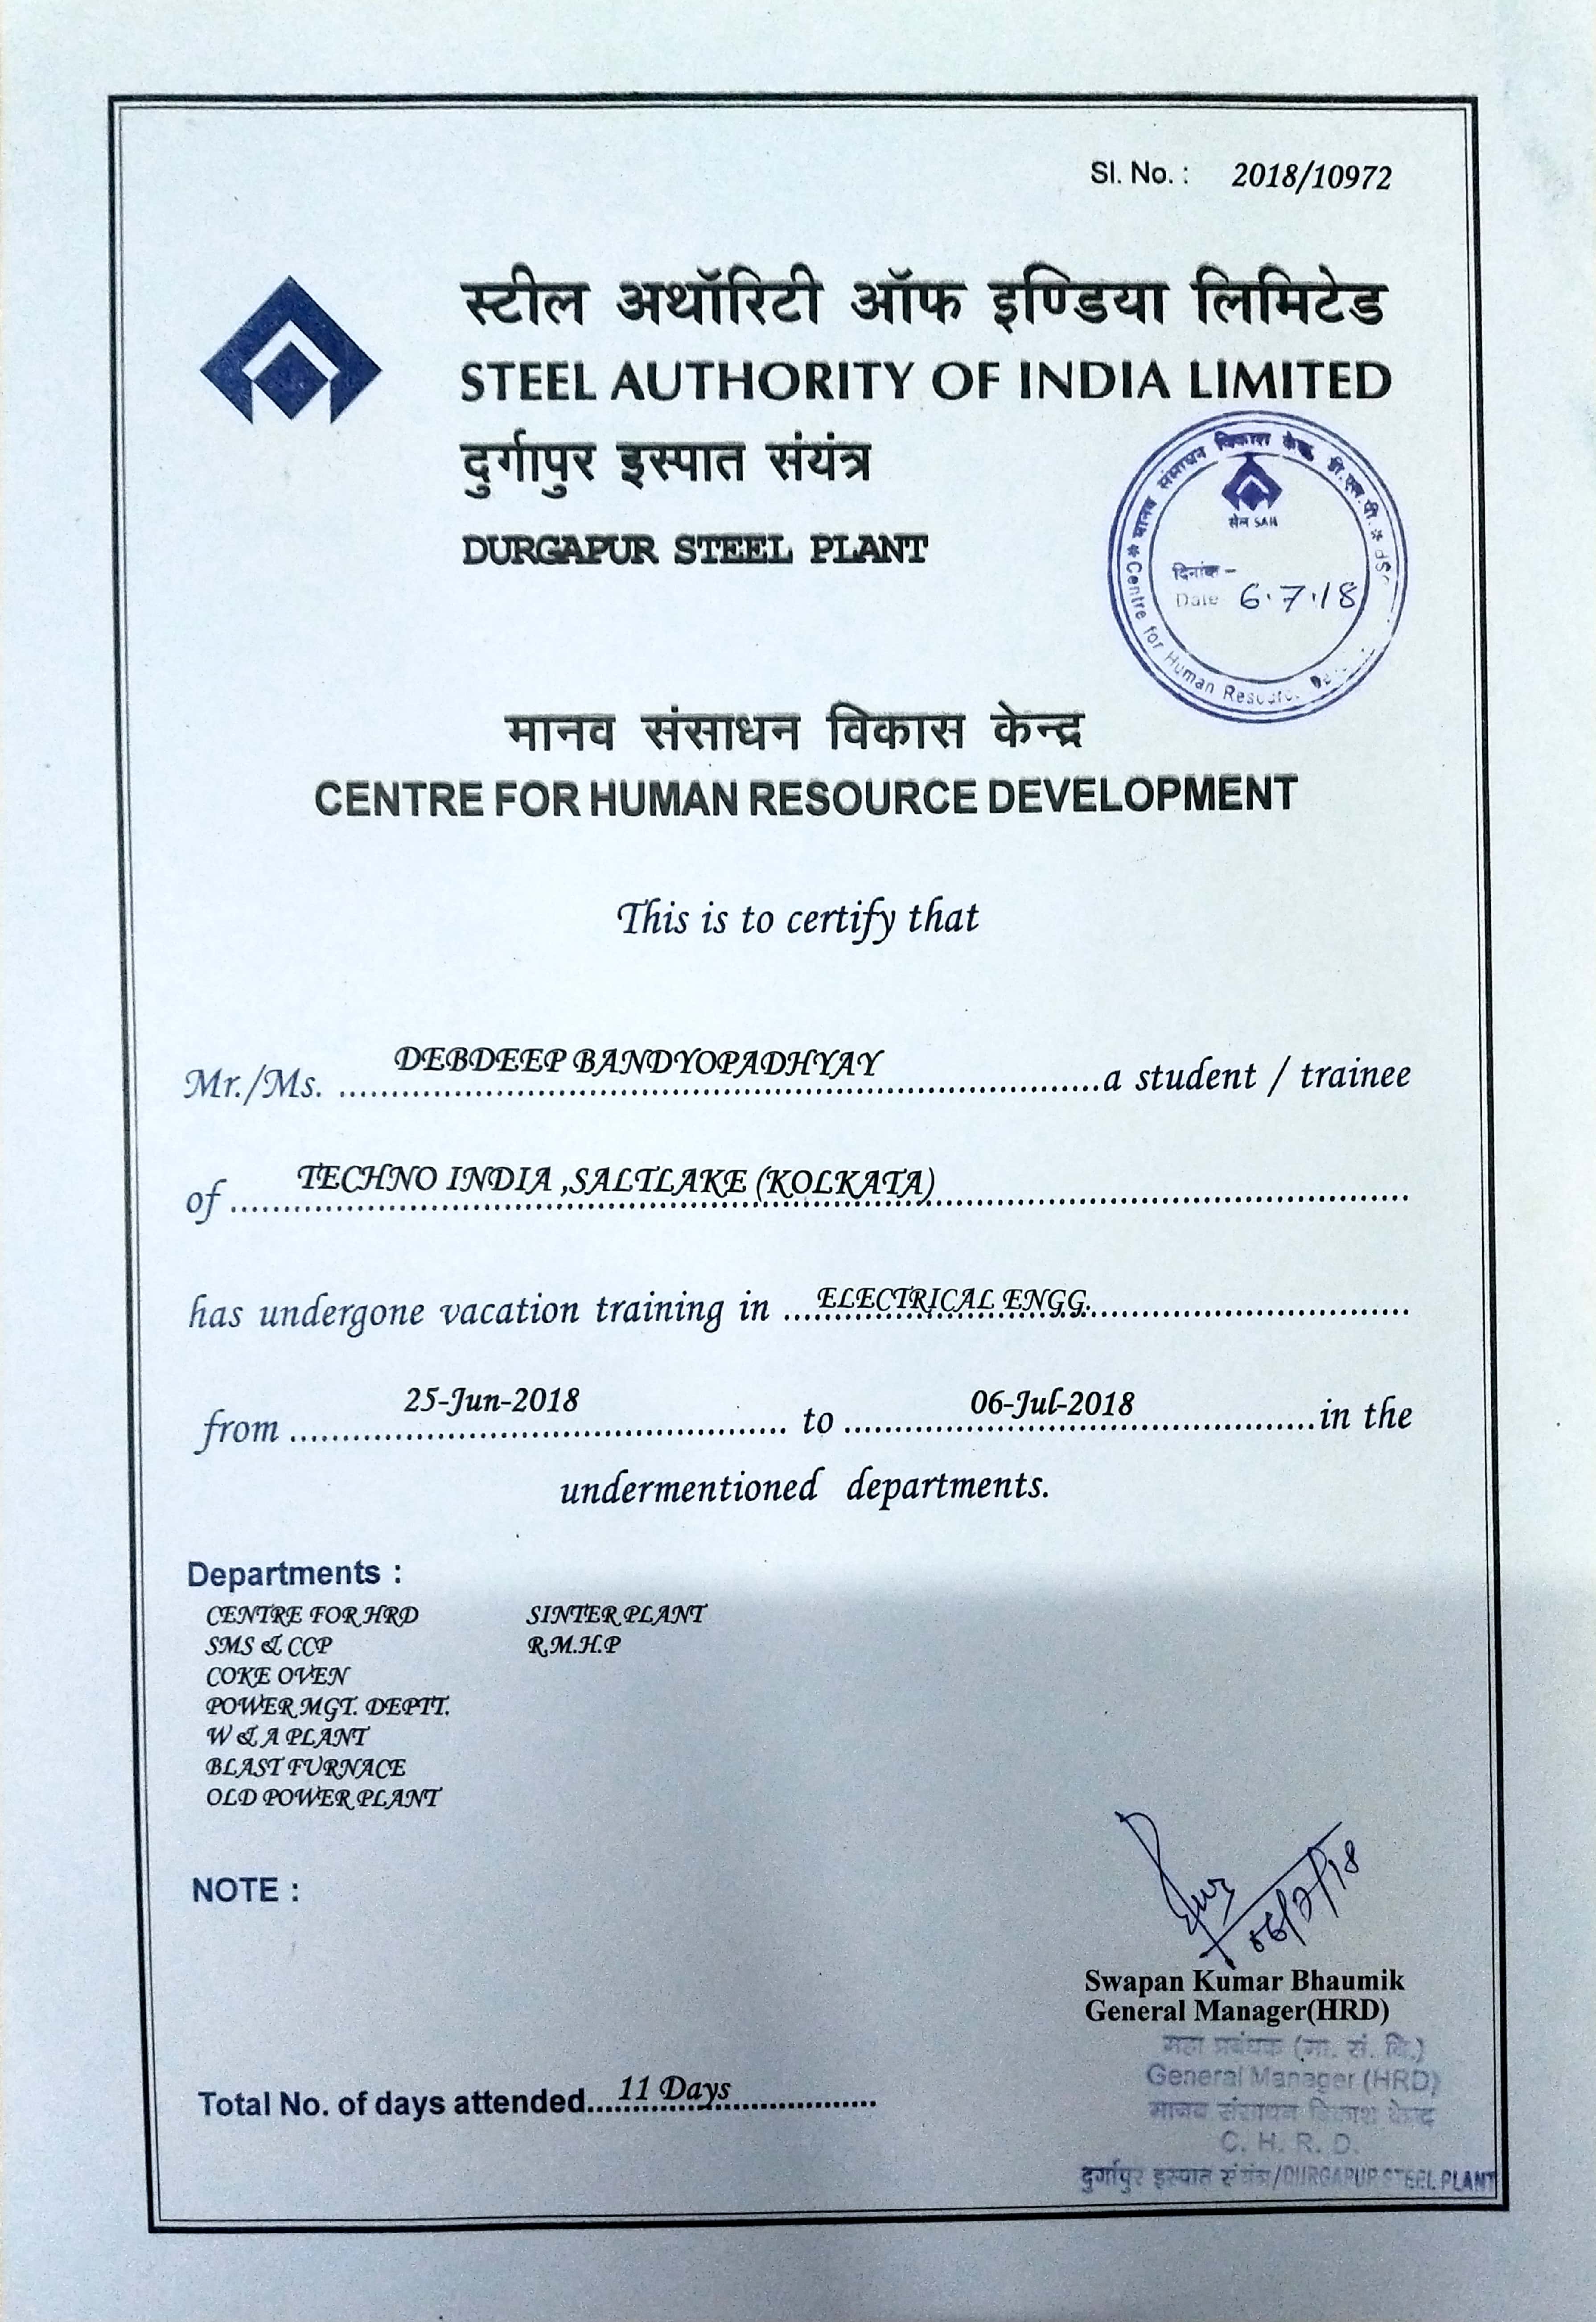 Sl. No. : 2018/10972
स्टील अथॉरिटी ऑफ इण्डिया लिमिटेड
STEEL AUTHORITY OF INDIA LIMITED
दुर्गापुर इस्पात संयंत्र
DURGAPUR STEEL PLANT
मानव संसाधन विकाश केन्द्र डी.एस.पी. * DSP
सेल SAIL
दिनांक -
Date 6.7.18
* Centre for Human Resource
मानव संसाधन विकास केन्द्र
CENTRE FOR HUMAN RESOURCE DEVELOPMENT
This is to certify that
Mr./Ms. DEBDEEP BANDYOPADHYAY a student / trainee
of TECHNO INDIA ,SALTLAKE (KOLKATA)
has undergone vacation training in ELECTRICAL ENGG.
from 25-Jun-2018 to 06-Jul-2018 in the
undermentioned departments.
Departments :
CENTRE FOR HRD SINTER PLANT
SMS & CCP R.M.H.P
COKE OVEN
POWER MGT. DEPTT.
W & A PLANT
BLAST FURNACE
OLD POWER PLANT
NOTE :
06/7/18
Swapan Kumar Bhaumik
General Manager(HRD)
महा प्रबंधक (मा. सं. वि.)
General Manager (HRD)
मानव संसाधन विकाश केन्द्र
C. H. R. D.
दुर्गापुर इस्पात संयंत्र/DURGAPUR STEEL PLANT
Total No. of days attended 11 Days